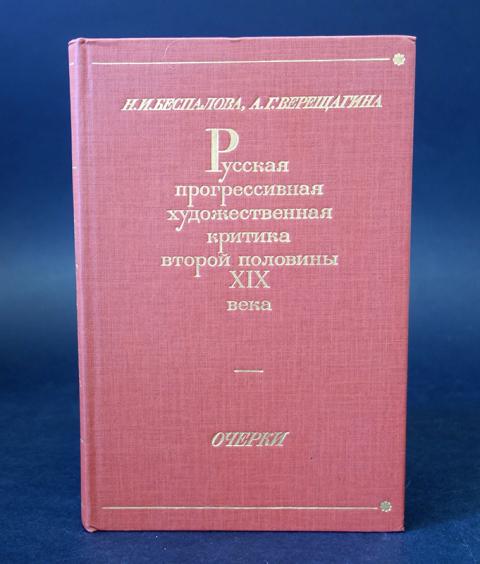 Н.И.БЕСПАЛОВА, А.Г.ВЕРЕЩАГИНА
Русская
прогрессивная
художественная
критика
второй половины
XIX
века
ОЧЕРКИ